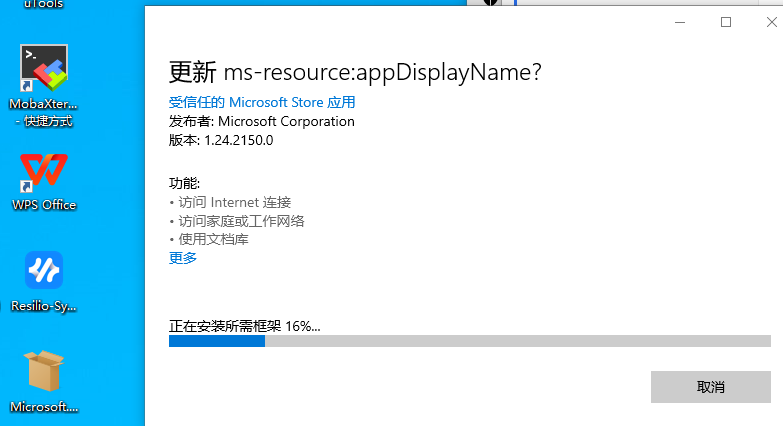 uTools
MobaXter...
- 快捷方式
WPS Office
Resilio-Sy...
Microsoft....
更新 ms-resource:appDisplayName?
受信任的 Microsoft Store 应用
发布者: Microsoft Corporation
版本: 1.24.2150.0
功能:
• 访问 Internet 连接
• 访问家庭或工作网络
• 使用文档库
更多
正在安装所需框架 16%...
取消